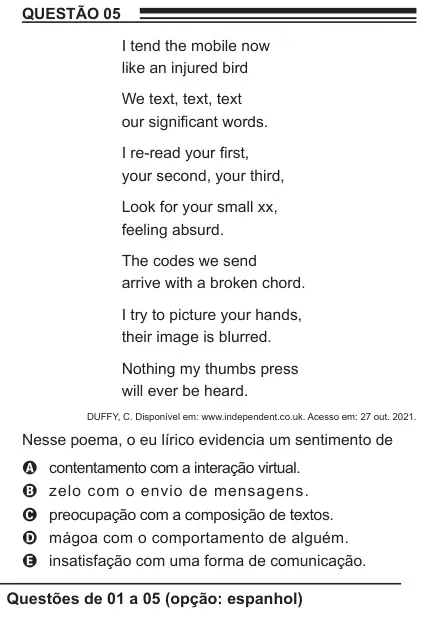 QUESTÃO 05
I tend the mobile now
like an injured bird
We text, text, text
our significant words.
I re-read your first,
your second, your third,
Look for your small xx,
feeling absurd.
The codes we send
arrive with a broken chord.
I try to picture your hands,
their image is blurred.
Nothing my thumbs press
will ever be heard.
DUFFY, C. Disponível em: www.independent.co.uk. Acesso em: 27 out. 2021.
Nesse poema, o eu lírico evidencia um sentimento de
A contentamento com a interação virtual.
B zelo com o envio de mensagens.
C preocupação com a composição de textos.
D mágoa com o comportamento de alguém.
E insatisfação com uma forma de comunicação.
Questões de 01 a 05 (opção: espanhol)